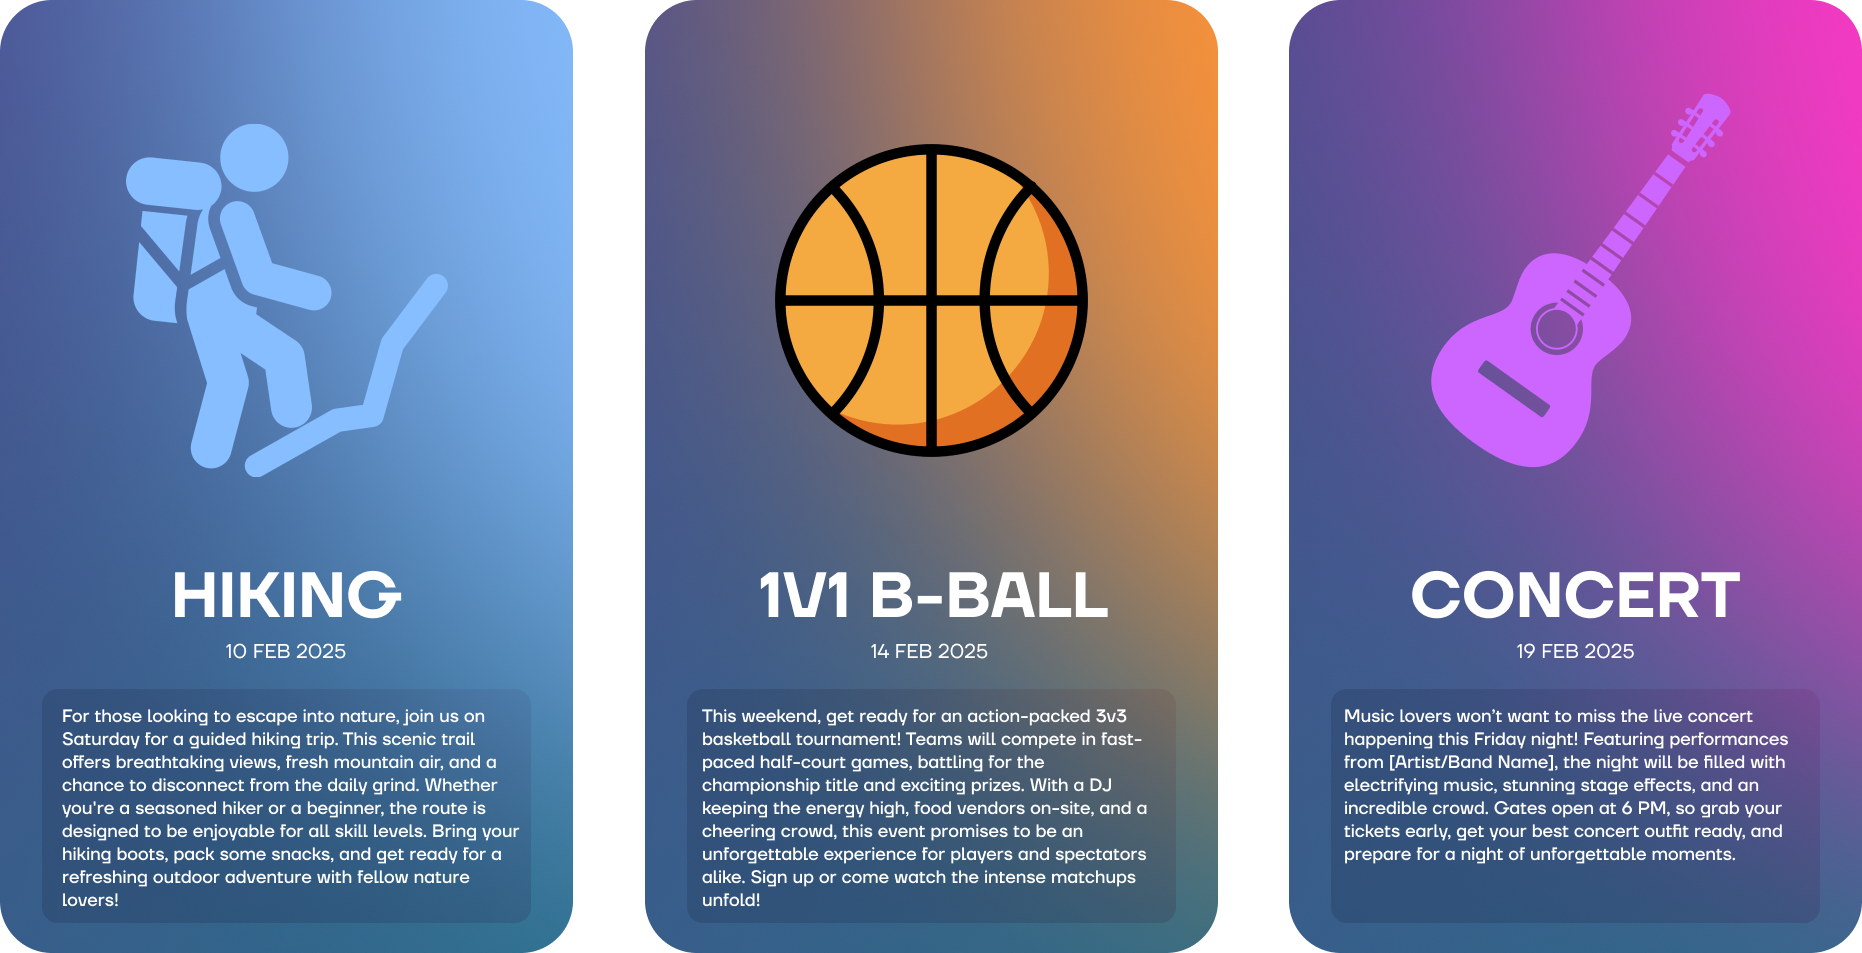 HIKING
10 FEB 2025
For those looking to escape into nature, join us on
Saturday for a guided hiking trip. This scenic trail
offers breathtaking views, fresh mountain air, and a
chance to disconnect from the daily grind. Whether
you're a seasoned hiker or a beginner, the route is
designed to be enjoyable for all skill levels. Bring your
hiking boots, pack some snacks, and get ready for a
refreshing outdoor adventure with fellow nature
lovers!
1V1 B-BALL
14 FEB 2025
This weekend, get ready for an action-packed 3v3
basketball tournament! Teams will compete in fast-
paced half-court games, battling for the
championship title and exciting prizes. With a DJ
keeping the energy high, food vendors on-site, and a
cheering crowd, this event promises to be an
unforgettable experience for players and spectators
alike. Sign up or come watch the intense matchups
unfold!
CONCERT
19 FEB 2025
Music lovers won’t want to miss the live concert
happening this Friday night! Featuring performances
from [Artist/Band Name], the night will be filled with
electrifying music, stunning stage effects, and an
incredible crowd. Gates open at 6 PM, so grab your
tickets early, get your best concert outfit ready, and
prepare for a night of unforgettable moments.